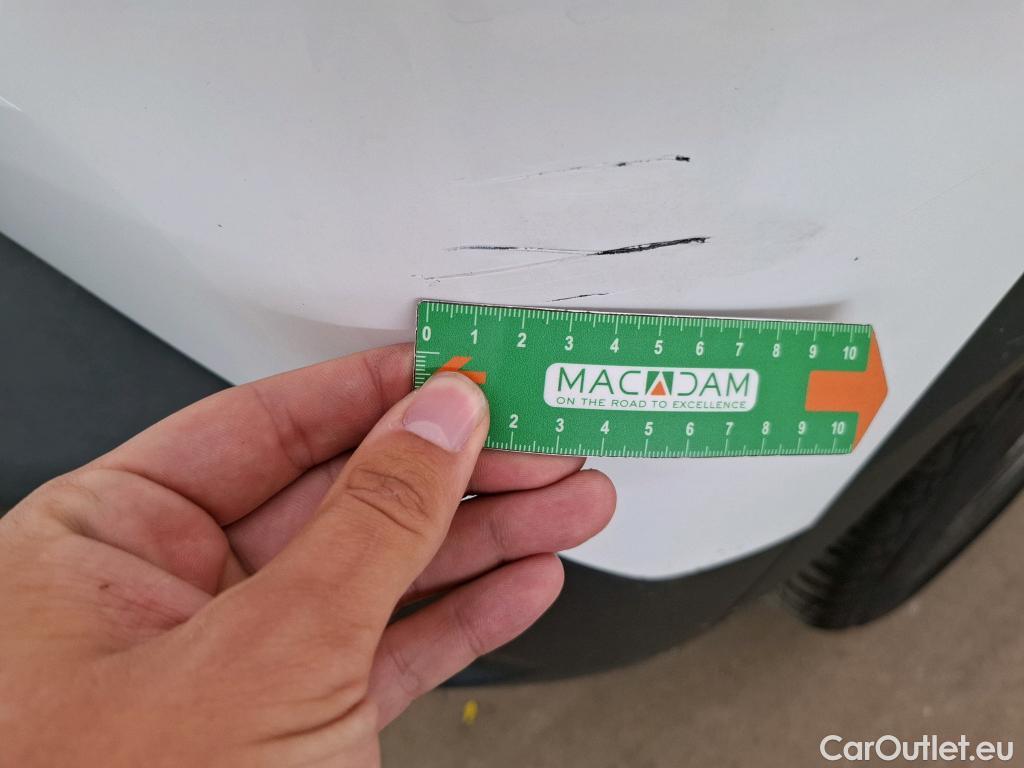 0 1 2 3 4 5 6 7 8 9 10
MACADAM
ON THE ROAD TO EXCELLENCE
2 3 4 5 6 7 8 9 10
CarOutlet.eu